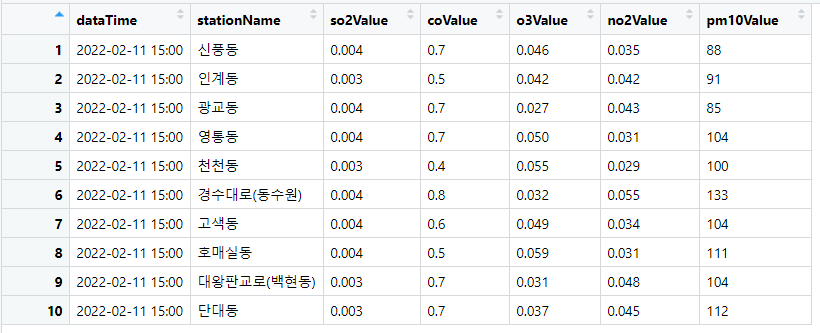 dataTime stationName so2Value coValue o3Value no2Value pm10Value
1 2022-02-11 15:00 신풍동 0.004 0.7 0.046 0.035 88
2 2022-02-11 15:00 인계동 0.003 0.5 0.042 0.042 91
3 2022-02-11 15:00 광교동 0.004 0.7 0.027 0.043 85
4 2022-02-11 15:00 영통동 0.004 0.7 0.050 0.031 104
5 2022-02-11 15:00 천천동 0.003 0.4 0.055 0.029 100
6 2022-02-11 15:00 경수대로(동수원) 0.004 0.8 0.032 0.055 133
7 2022-02-11 15:00 고색동 0.004 0.6 0.049 0.034 104
8 2022-02-11 15:00 호매실동 0.004 0.5 0.059 0.031 111
9 2022-02-11 15:00 대왕판교로(백현동) 0.003 0.7 0.031 0.048 104
10 2022-02-11 15:00 단대동 0.003 0.7 0.037 0.045 112